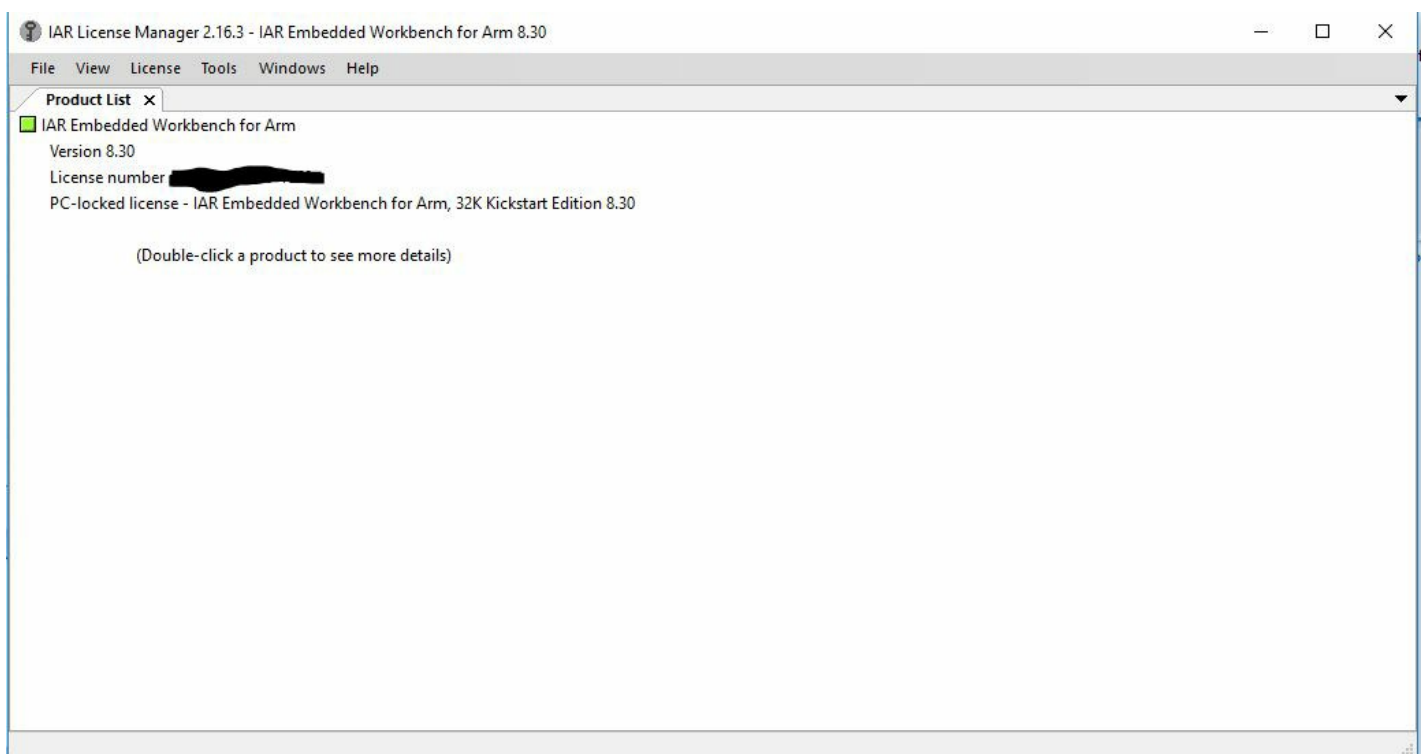 IAR License Manager 2.16.3 - IAR Embedded Workbench for Arm 8.30
File View License Tools Windows Help
Product List
IAR Embedded Workbench for Arm
Version 8.30
License number
PC-locked license - IAR Embedded Workbench for Arm, 32K Kickstart Edition 8.30
(Double-click a product to see more details)